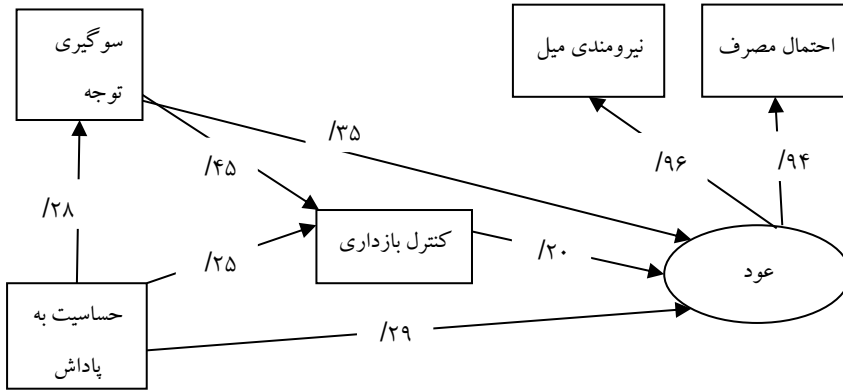 سوگیری
توجه
نیرومندی میل
احتمال مصرف
/۳۵
/۴۵
/۹۶
/۹۴
/۲۸
کنترل بازداری
/۲۵
/۲۰
عود
حساسیت به
پاداش
/۲۹